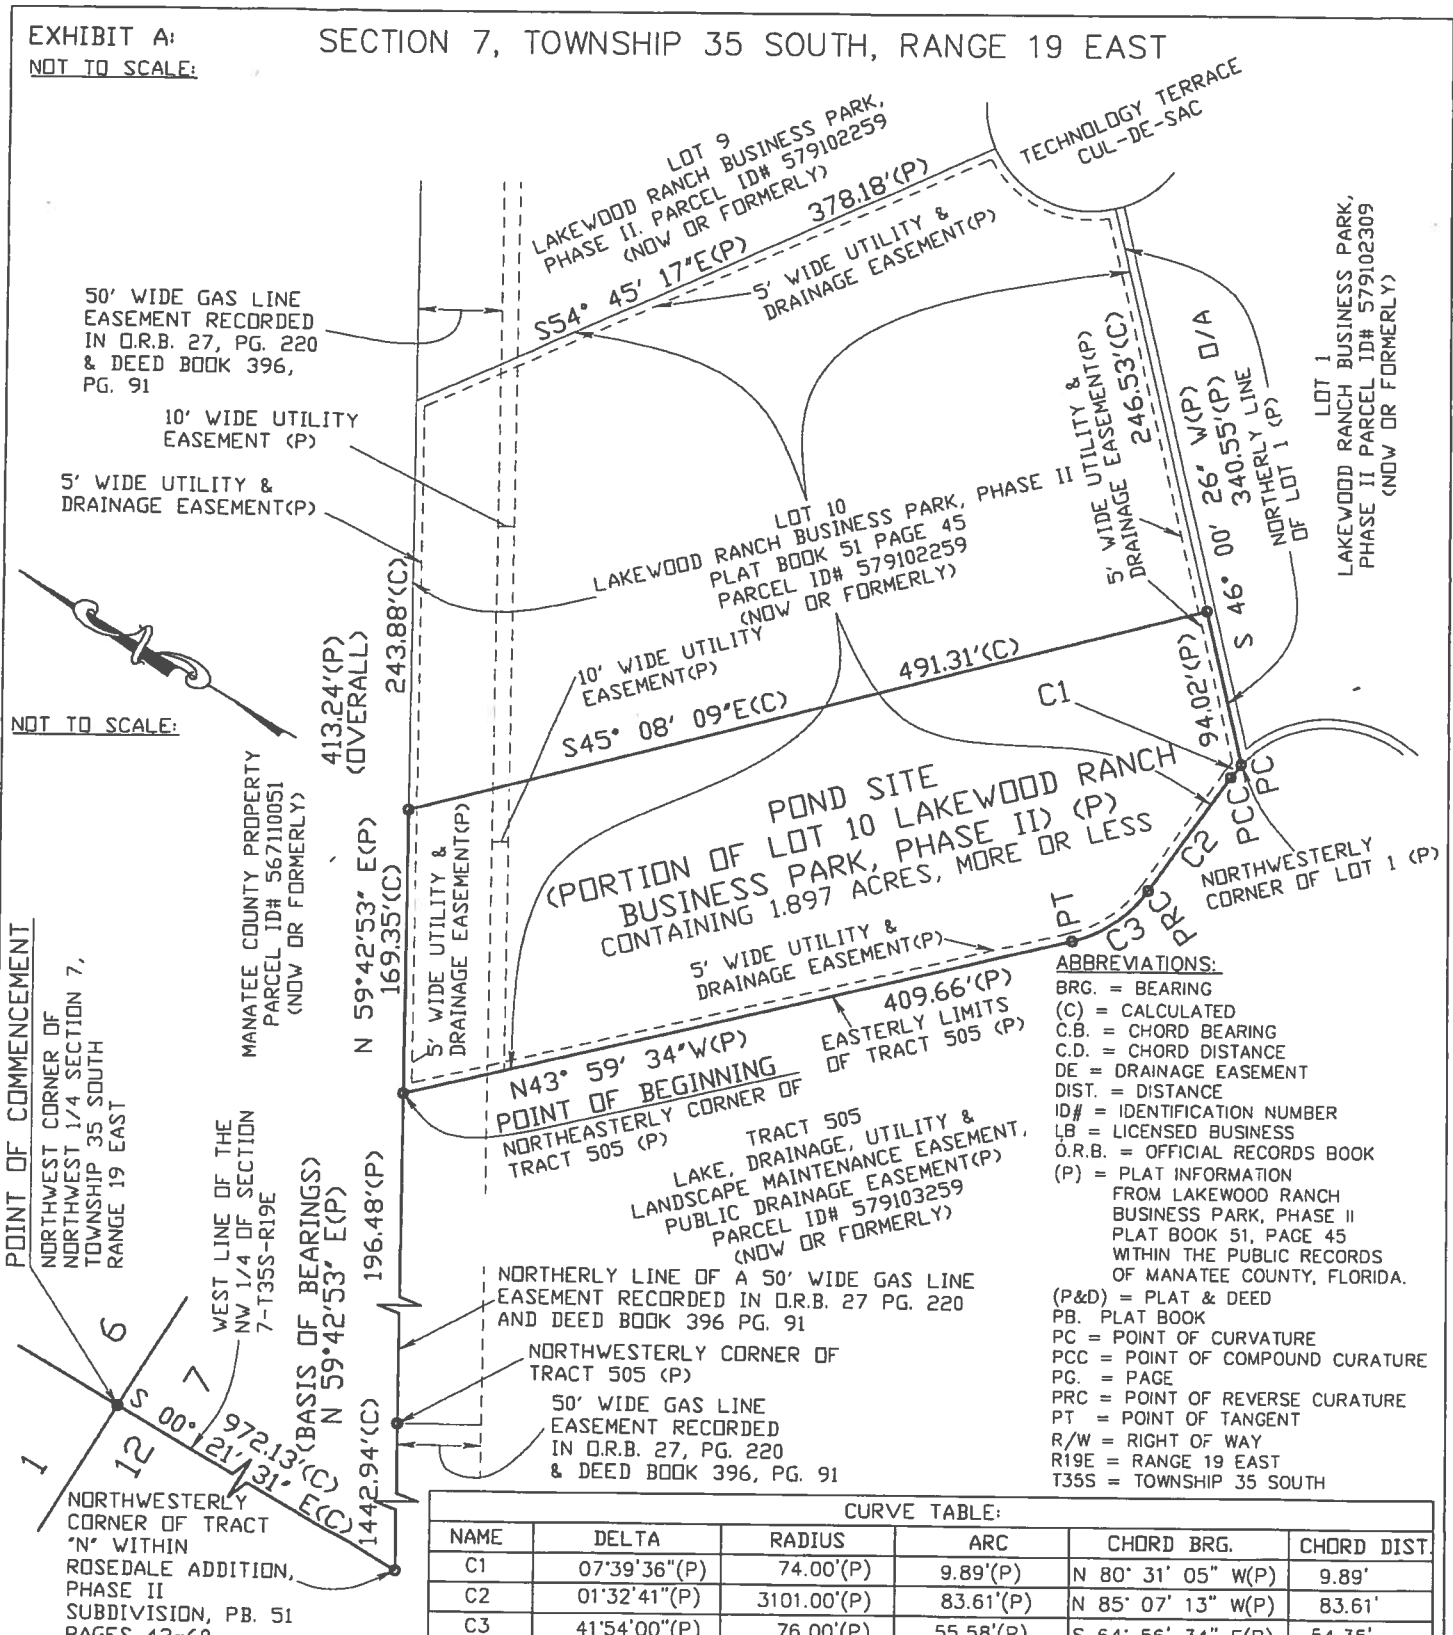 EXHIBIT A:
NOT TO SCALE:
SECTION 7, TOWNSHIP 35 SOUTH, RANGE 19 EAST
TECHNOLOGY TERRACE
CUL-DE-SAC
LOT 9
LAKEWOOD RANCH BUSINESS PARK,
PHASE II. PARCEL ID# 579102259
(NOW OR FORMERLY)
S54° 45' 17"E(P)
378.18'(P)
5' WIDE UTILITY &
DRAINAGE EASEMENT(P)
50' WIDE GAS LINE
EASEMENT RECORDED
IN O.R.B. 27, PG. 220
& DEED BOOK 396,
PG. 91
10' WIDE UTILITY
EASEMENT (P)
5' WIDE UTILITY &
DRAINAGE EASEMENT(P)
LOT 1
LAKEWOOD RANCH BUSINESS PARK,
PHASE II PARCEL ID# 579102309
(NOW OR FORMERLY)
5' WIDE UTILITY &
DRAINAGE EASEMENT(P)
246.53'(C)
S 46° 00' 26" W(P)
340.55'(P) O/A
NORTHERLY LINE
OF LOT 1 (P)
LOT 10
LAKEWOOD RANCH BUSINESS PARK, PHASE II
PLAT BOOK 51 PAGE 45
PARCEL ID# 579102259
(NOW OR FORMERLY)
413.24'(P)
(OVERALL)
243.88'(C)
10' WIDE UTILITY
EASEMENT(P)
S45° 08' 09"E(C)
491.31'(C)
94.02'(P)
C1
NOT TO SCALE:
MANATEE COUNTY PROPERTY
PARCEL ID# 567110051
(NOW OR FORMERLY)
N 59°42'53" E(P)
169.35'(C)
5' WIDE UTILITY &
DRAINAGE EASEMENT(P)
POND SITE
(PORTION OF LOT 10 LAKEWOOD RANCH
BUSINESS PARK, PHASE II) (P)
CONTAINING 1.897 ACRES, MORE OR LESS
PCC
PC
C2
PRC
C3
PT
NORTHWESTERLY
CORNER OF LOT 1 (P)
5' WIDE UTILITY &
DRAINAGE EASEMENT(P)
N43° 59' 34"W(P)
409.66'(P)
EASTERLY LIMITS
OF TRACT 505 (P)
POINT OF BEGINNING
NORTHEASTERLY CORNER OF
TRACT 505 (P)
TRACT 505
LAKE, DRAINAGE, UTILITY &
LANDSCAPE MAINTENANCE EASEMENT,
PUBLIC DRAINAGE EASEMENT(P)
PARCEL ID# 579103259
(NOW OR FORMERLY)
POINT OF COMMENCEMENT
NORTHWEST CORNER OF
NORTHWEST 1/4 SECTION 7,
TOWNSHIP 35 SOUTH
RANGE 19 EAST
WEST LINE OF THE
NW 1/4 OF SECTION
7-T35S-R19E
(BASIS OF BEARINGS)
N 59°42'53" E(P)
196.48'(P)
1442.94'(C)
6
7
1
12
S 00° 21' 31" E(C)
972.13'(C)
NORTHERLY LINE OF A 50' WIDE GAS LINE
EASEMENT RECORDED IN O.R.B. 27 PG. 220
AND DEED BOOK 396 PG. 91
NORTHWESTERLY CORNER OF
TRACT 505 (P)
50' WIDE GAS LINE
EASEMENT RECORDED
IN O.R.B. 27, PG. 220
& DEED BOOK 396, PG. 91
NORTHWESTERLY
CORNER OF TRACT
"N" WITHIN
ROSEDALE ADDITION,
PHASE II
SUBDIVISION, PB. 51
PAGES 42-62
ABBREVIATIONS:
BRG. = BEARING
(C) = CALCULATED
C.B. = CHORD BEARING
C.D. = CHORD DISTANCE
DE = DRAINAGE EASEMENT
DIST. = DISTANCE
ID# = IDENTIFICATION NUMBER
LB = LICENSED BUSINESS
O.R.B. = OFFICIAL RECORDS BOOK
(P) = PLAT INFORMATION
FROM LAKEWOOD RANCH
BUSINESS PARK, PHASE II
PLAT BOOK 51, PAGE 45
WITHIN THE PUBLIC RECORDS
OF MANATEE COUNTY, FLORIDA.
(P&D) = PLAT & DEED
PB. PLAT BOOK
PC = POINT OF CURVATURE
PCC = POINT OF COMPOUND CURATURE
PG. = PAGE
PRC = POINT OF REVERSE CURATURE
PT = POINT OF TANGENT
R/W = RIGHT OF WAY
R19E = RANGE 19 EAST
T35S = TOWNSHIP 35 SOUTH
CURVE TABLE:
NAME DELTA RADIUS ARC CHORD BRG. CHORD DIST.
C1 07°39'36"(P) 74.00'(P) 9.89'(P) N 80° 31' 05" W(P) 9.89'
C2 01°32'41"(P) 3101.00'(P) 83.61'(P) N 85° 07' 13" W(P) 83.61'
C3 41°54'00"(P) 76.00'(P) 55.58'(P) S 64° 56' 34" E(P) 54.35'